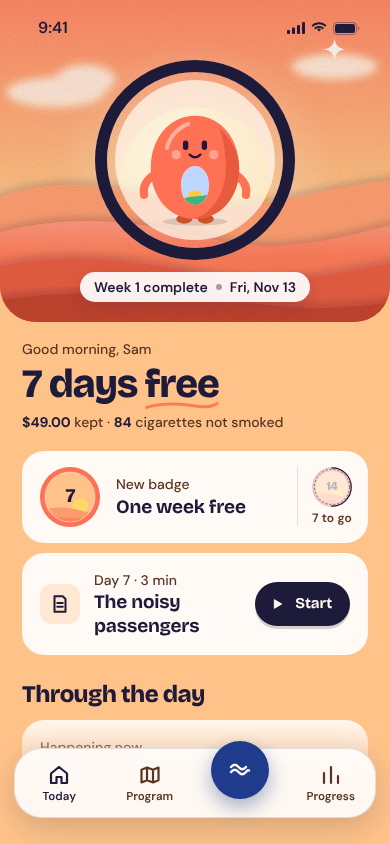 9:41
Week 1 complete • Fri, Nov 13
Good morning, Sam
7 days free
$49.00 kept · 84 cigarettes not smoked
7
New badge
One week free
14
7 to go
Day 7 · 3 min
The noisy
passengers
Start
Through the day
Happening now
Today
Program
Progress